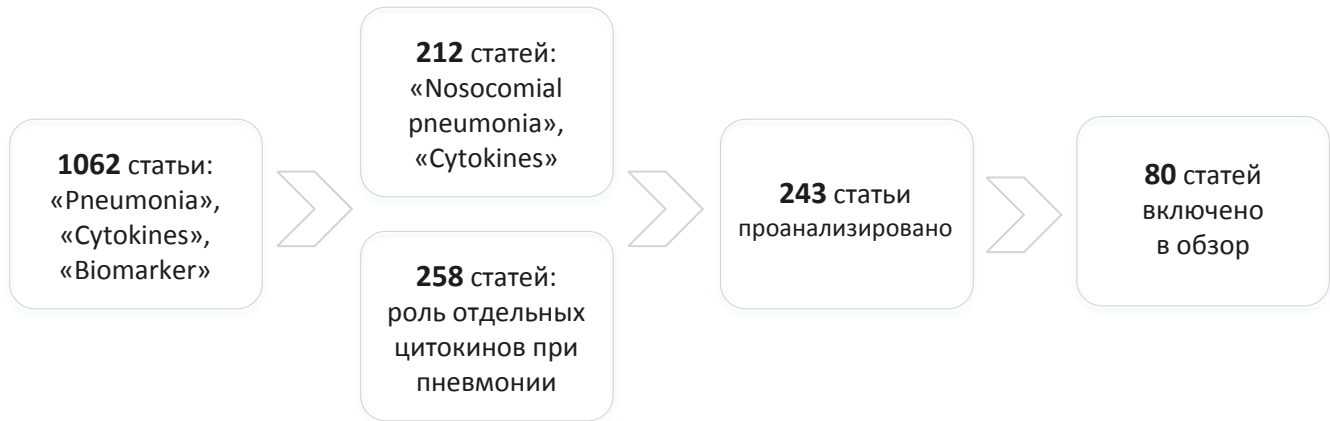 1062 статьи:
«Pneumonia»,
«Cytokines»,
«Biomarker»
212 статей:
«Nosocomial
pneumonia»,
«Cytokines»
258 статей:
роль отдельных
цитокинов при
пневмонии
243 статьи
проанализировано
80 статей
включено
в обзор